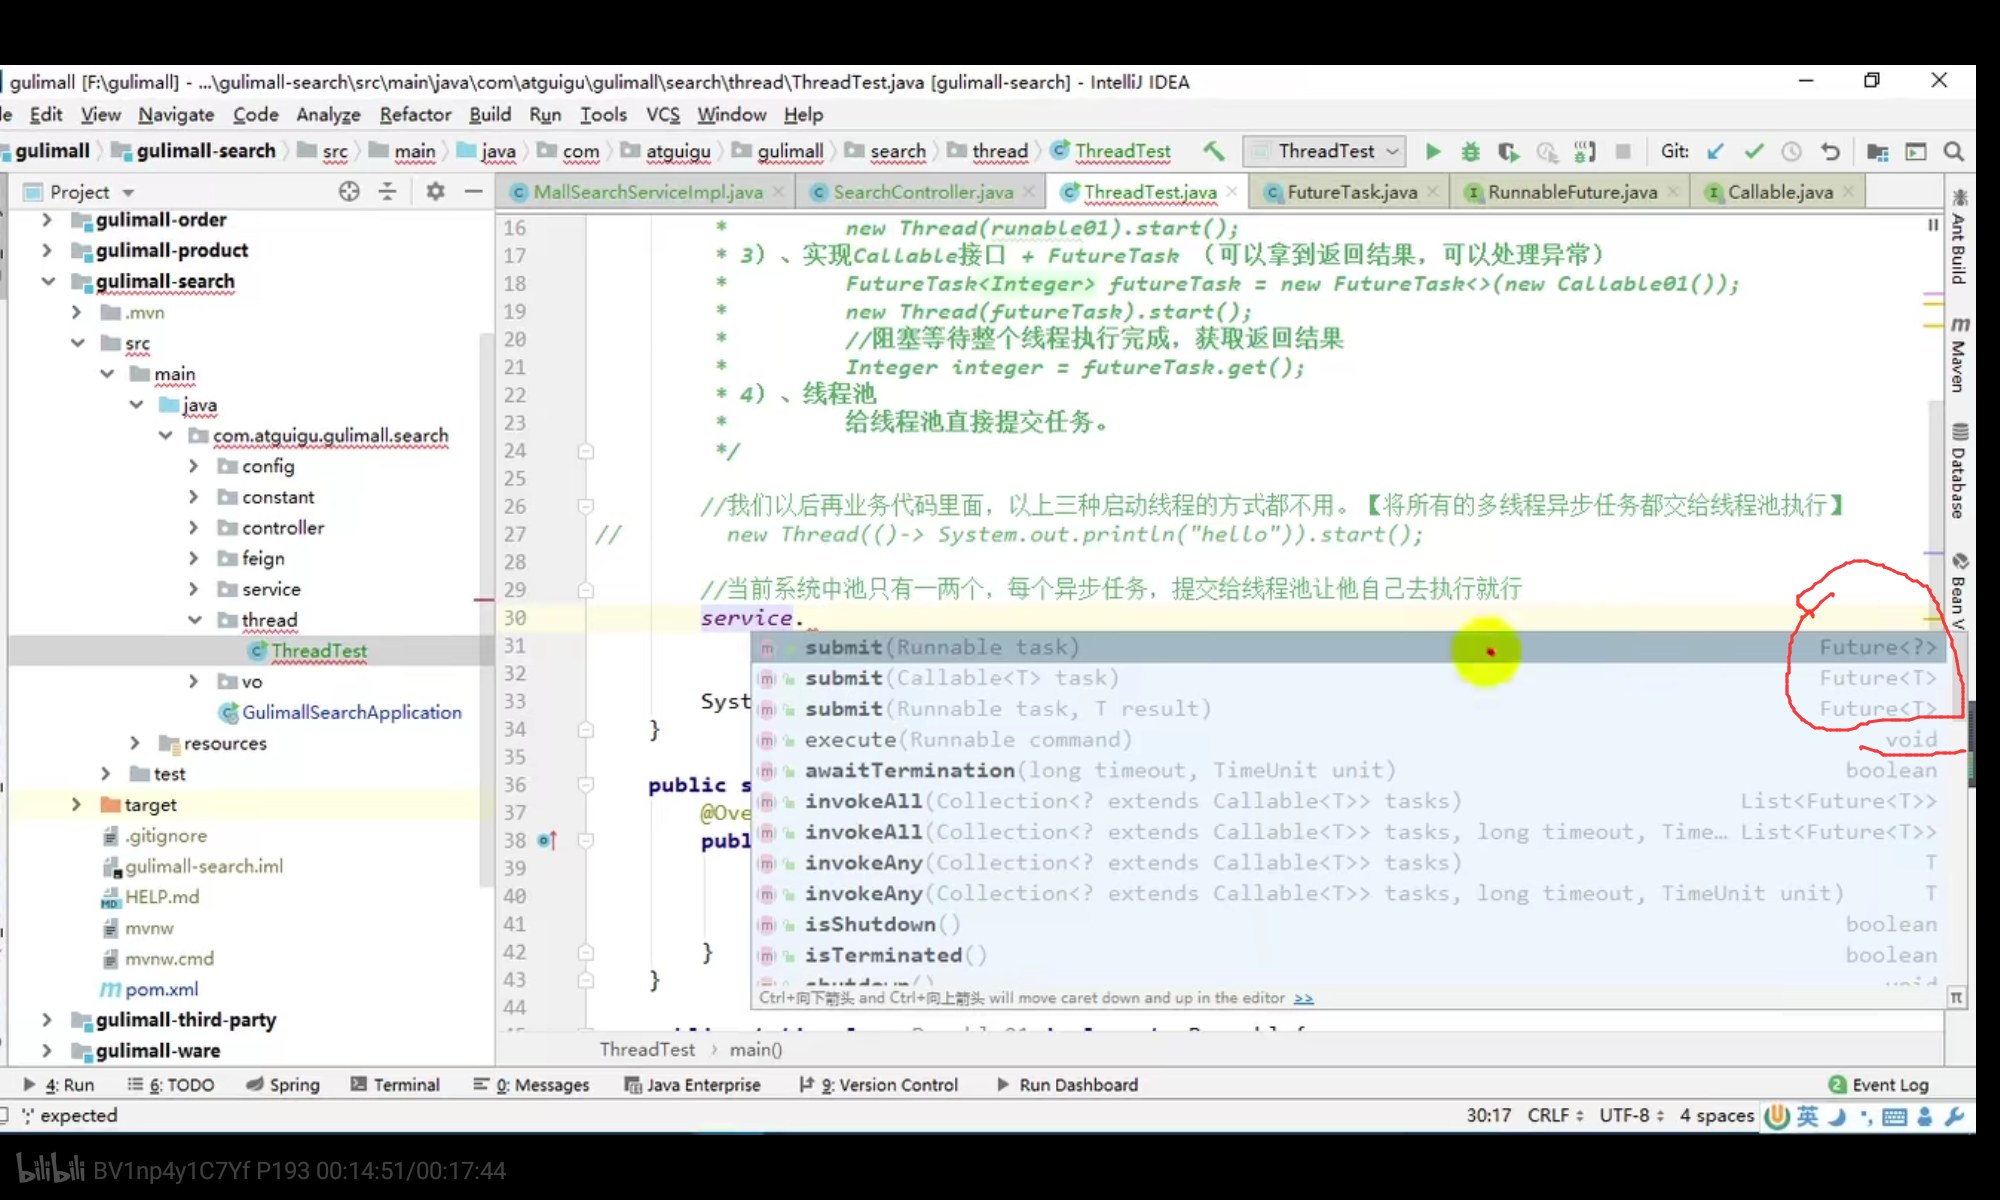 gulimall [F:\gulimall] - ...\gulimall-search\src\main\java\com\atguigu\gulimall\search\thread\ThreadTest.java [gulimall-search] - IntelliJ IDEA
Edit View Navigate Code Analyze Refactor Build Run Tools VCS Window Help
gulimall gulimall-search src main java com atguigu gulimall search thread ThreadTest ThreadTest Git:
Project MallSearchServiceImpl.java SearchController.java ThreadTest.java FutureTask.java RunnableFuture.java Callable.java
gulimall-order
gulimall-product
gulimall-search
.mvn
src
main
java
com.atguigu.gulimall.search
config
constant
controller
feign
service
thread
ThreadTest
vo
GulimallSearchApplication
resources
test
target
.gitignore
gulimall-search.iml
HELP.md
mvnw
mvnw.cmd
pom.xml
gulimall-third-party
gulimall-ware
16 * new Thread(runable01).start();
17 * 3）、实现Callable接口 + FutureTask （可以拿到返回结果，可以处理异常）
18 * FutureTask<Integer> futureTask = new FutureTask<>(new Callable01());
19 * new Thread(futureTask).start();
20 * //阻塞等待整个线程执行完成，获取返回结果
21 * Integer integer = futureTask.get();
22 * 4）、线程池
23 * 给线程池直接提交任务。
24 */
25
26 //我们以后再业务代码里面，以上三种启动线程的方式都不用。【将所有的多线程异步任务都交给线程池执行】
27 // new Thread(()-> System.out.println("hello")).start();
28
29 //当前系统中池只有一两个，每个异步任务，提交给线程池让他自己去执行就行
30 service.
31 submit(Runnable task) Future<?>
32 submit(Callable<T> task) Future<T>
33 Syst submit(Runnable task, T result) Future<T>
34 } execute(Runnable command) void
35 awaitTermination(long timeout, TimeUnit unit) boolean
36 public s invokeAll(Collection<? extends Callable<T>> tasks) List<Future<T>>
37 @Ove invokeAll(Collection<? extends Callable<T>> tasks, long timeout, Time... List<Future<T>>
38 publ invokeAny(Collection<? extends Callable<T>> tasks) T
39
40 invokeAny(Collection<? extends Callable<T>> tasks, long timeout, TimeUnit unit) T
41 isShutdown() boolean
42 } isTerminated() boolean
43 }
Ctrl+向下箭头 and Ctrl+向上箭头 will move caret down and up in the editor >>
44
ThreadTest main()
Ant Build
Maven
Database
Bean V
4: Run 6: TODO Spring Terminal 0: Messages Java Enterprise 9: Version Control Run Dashboard 2 Event Log
';' expected 30:17 CRLF UTF-8 4 spaces 英
bilibili BV1np4y1C7Yf P193 00:14:51/00:17:44